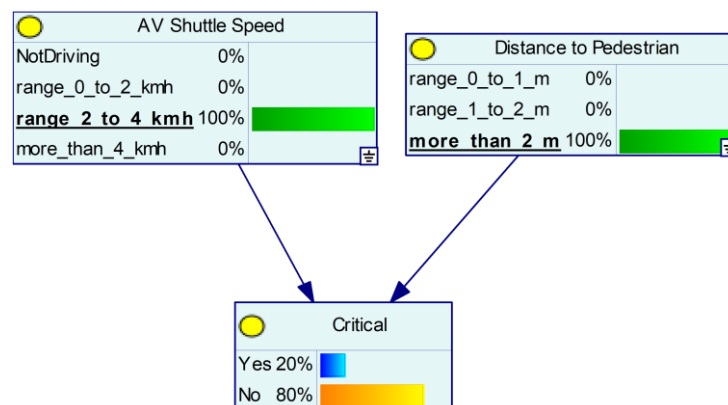 AV Shuttle Speed
NotDriving 0%
range_0_to_2_kmh 0%
range_2_to_4_kmh 100%
more_than_4_kmh 0%
Distance to Pedestrian
range_0_to_1_m 0%
range_1_to_2_m 0%
more_than_2_m 100%
Critical
Yes 20%
No 80%